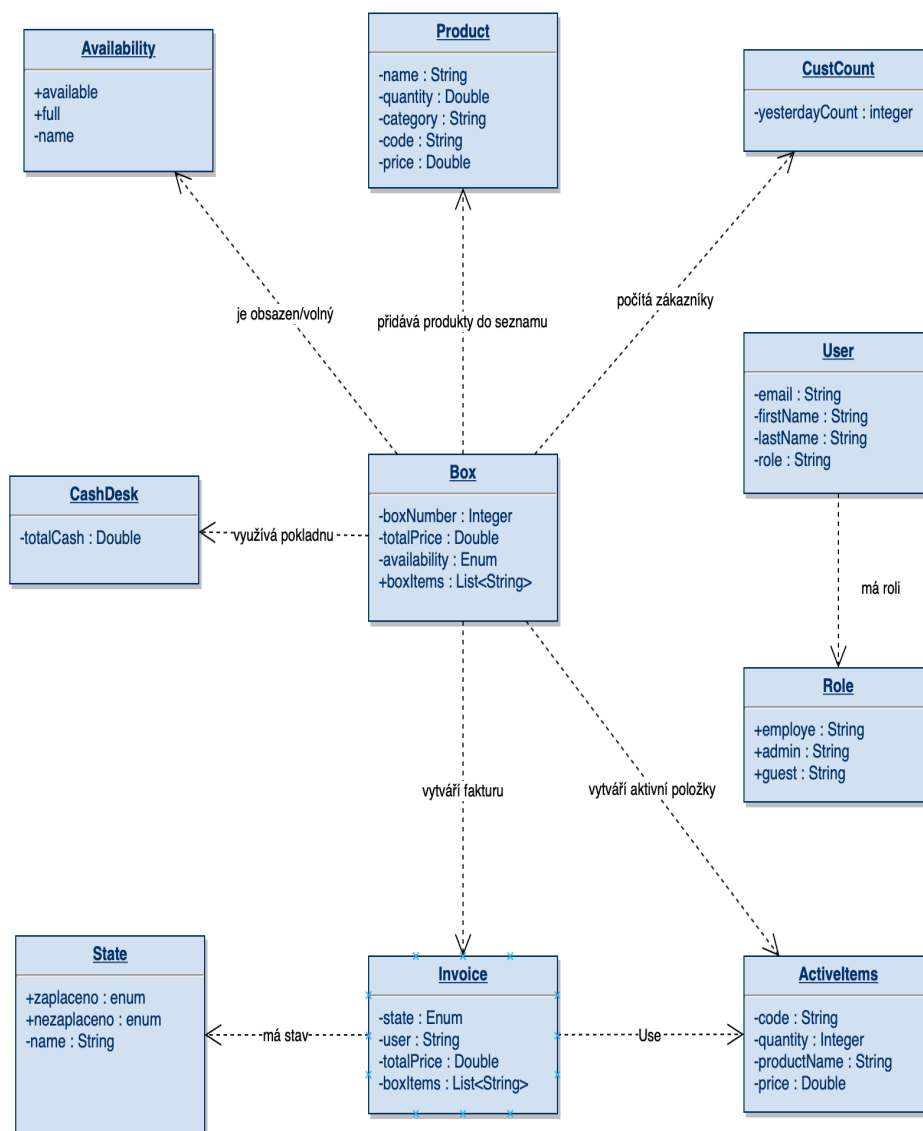 Availability
+available
+full
-name
Product
-name : String
-quantity : Double
-category : String
-code : String
-price : Double
CustCount
-yesterdayCount : integer
je obsazen/volný
přidává produkty do seznamu
počítá zákazníky
User
-email : String
-firstName : String
-lastName : String
-role : String
CashDesk
-totalCash : Double
využívá pokladnu
Box
-boxNumber : Integer
-totalPrice : Double
-availability : Enum
+boxItems : List<String>
má roli
Role
+employe : String
+admin : String
+guest : String
vytváří fakturu
vytváří aktivní položky
State
+zaplaceno : enum
+nezaplaceno : enum
-name : String
má stav
Invoice
-state : Enum
-user : String
-totalPrice : Double
-boxItems : List<String>
Use
ActiveItems
-code : String
-quantity : Integer
-productName : String
-price : Double